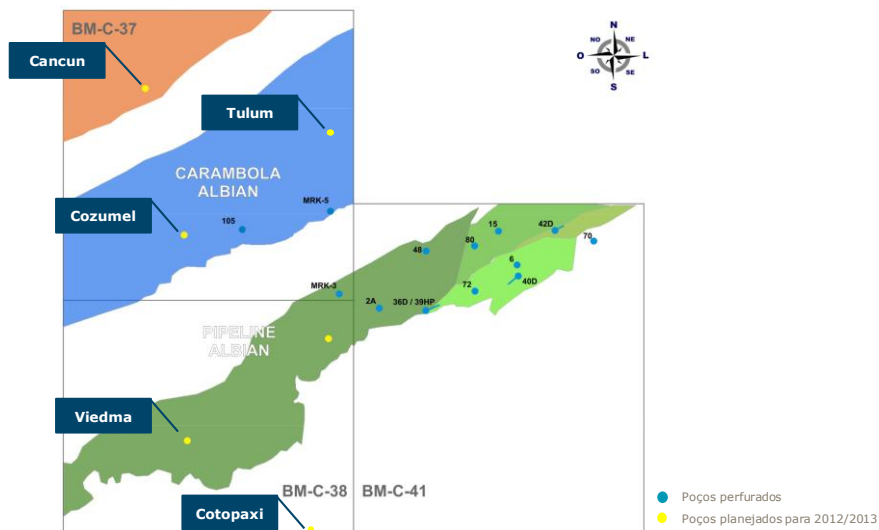 BM-C-37
Cancun
Tulum
CARAMBOLA
ALBIAN
MRK-5
Cozumel
105
N
NO
NE
O
L
SO
SE
S
15
42D
48
80
70
6
MRK-3
72
40D
2A
36D / 39HP
PIPELINE
ALBIAN
Viedma
BM-C-38
BM-C-41
Cotopaxi
Poços perfurados
Poços planejados para 2012/2013